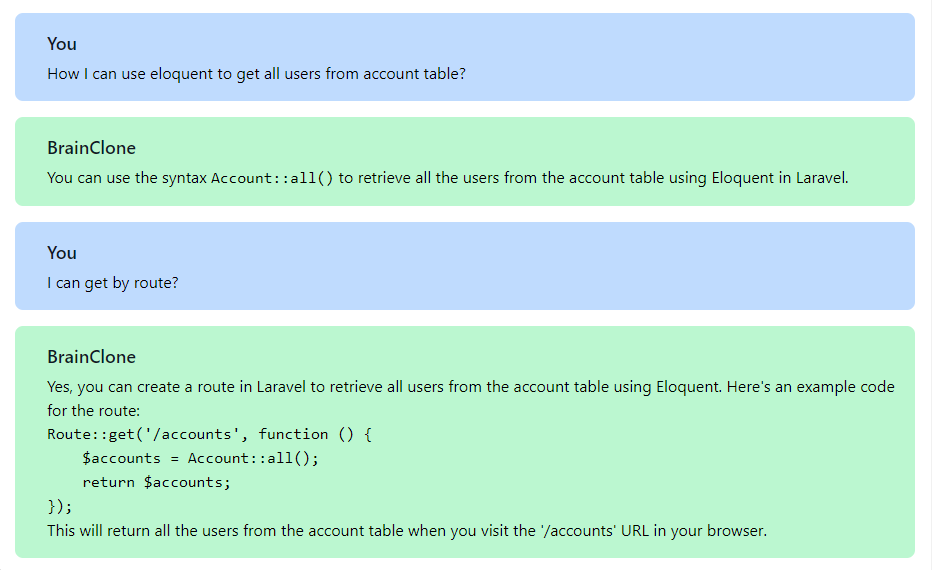 You
How I can use eloquent to get all users from account table?
BrainClone
You can use the syntax Account::all() to retrieve all the users from the account table using Eloquent in Laravel.
You
I can get by route?
BrainClone
Yes, you can create a route in Laravel to retrieve all users from the account table using Eloquent. Here's an example code
for the route:
Route::get('/accounts', function () {
    $accounts = Account::all();
    return $accounts;
});
This will return all the users from the account table when you visit the '/accounts' URL in your browser.